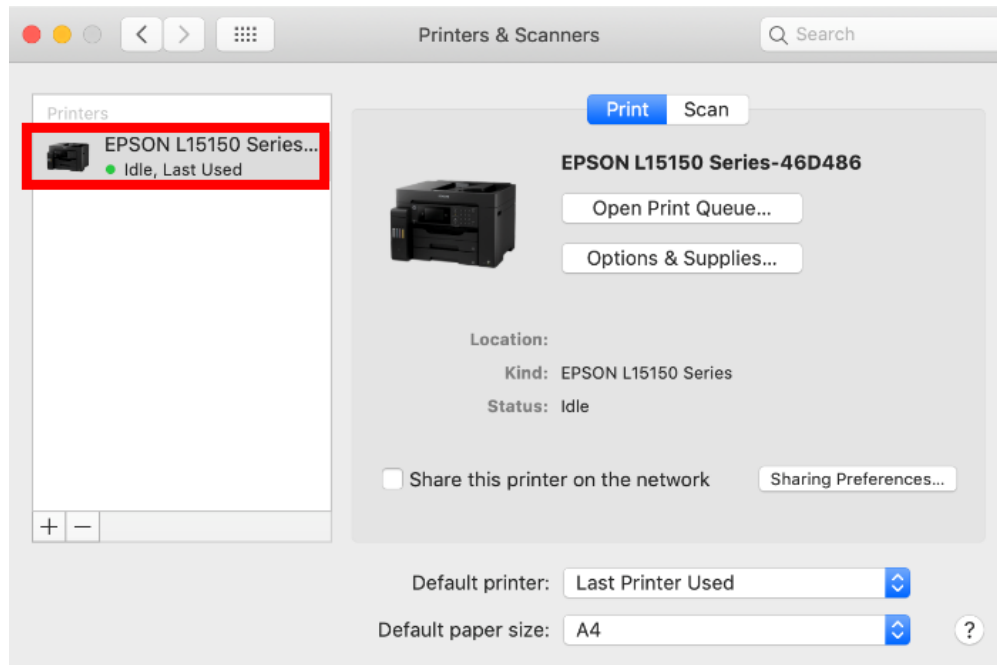 Printers & Scanners
Search
Printers
EPSON L15150 Series...
Idle, Last Used
Print Scan
EPSON L15150 Series-46D486
Open Print Queue...
Options & Supplies...
Location:
Kind: EPSON L15150 Series
Status: Idle
Share this printer on the network
Sharing Preferences...
+ −
Default printer: Last Printer Used
Default paper size: A4
?